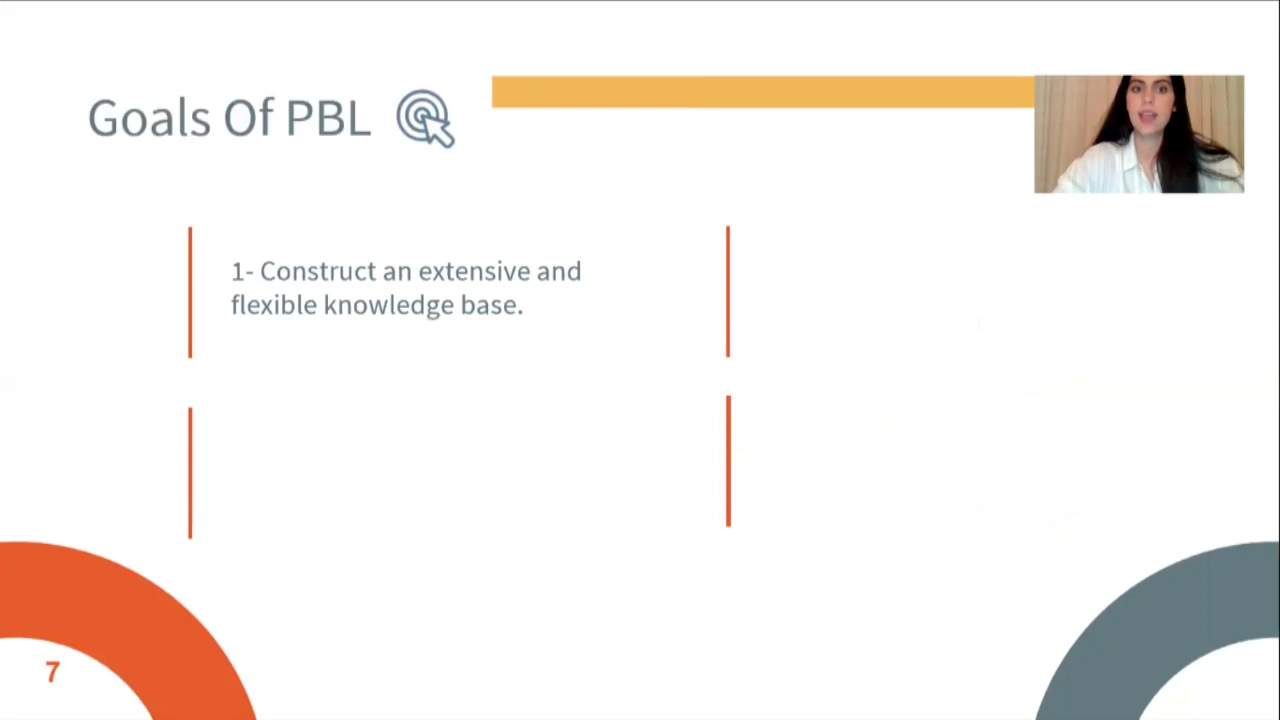 Goals Of PBL
1- Construct an extensive and
flexible knowledge base.
7